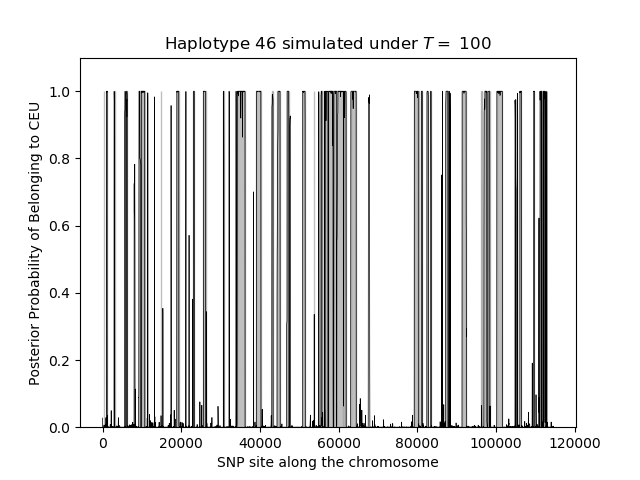 Haplotype 46 simulated under T = 100
Posterior Probability of Belonging to CEU
1.0
0.8
0.6
0.4
0.2
0.0
0 20000 40000 60000 80000 100000 120000
SNP site along the chromosome